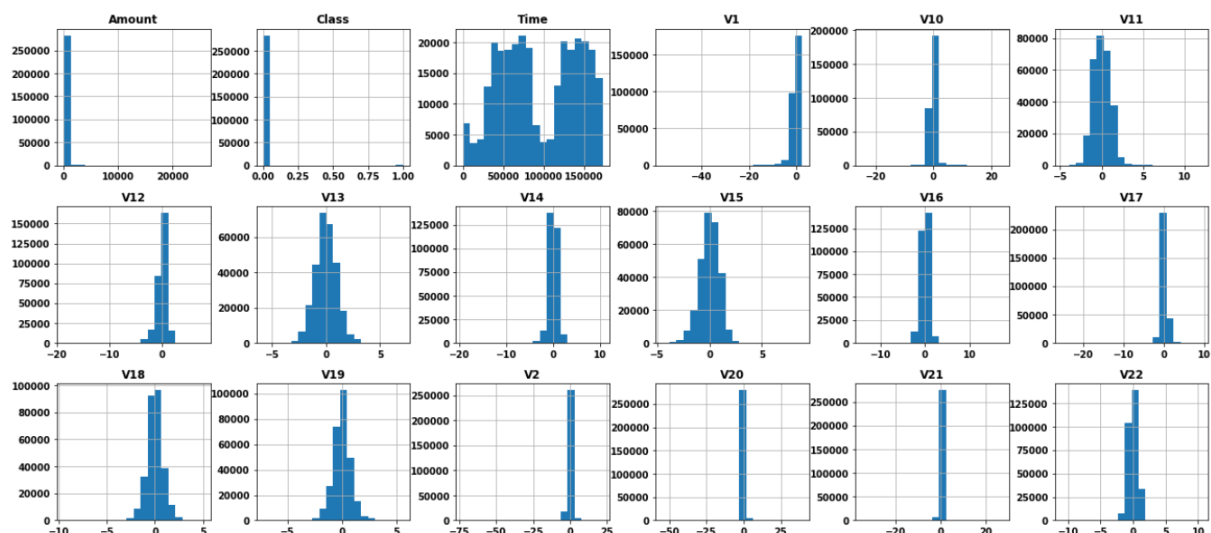 Amount Class Time V1 V10 V11
250000 250000 20000 150000 200000 80000
200000 200000 15000 100000 150000 60000
150000 150000 10000 50000 100000 40000
100000 100000 5000 0 50000 20000
50000 50000 0 0 0
0 0
0 10000 20000 0.00 0.25 0.50 0.75 1.00 0 50000 100000 150000 −40 −20 0 −20 0 20 −5 0 5 10
V12 V13 V14 V15 V16 V17
150000 60000 125000 80000 125000 200000
125000 40000 100000 60000 100000 150000
100000 20000 75000 40000 75000 100000
75000 0 50000 20000 50000 50000
50000 25000 0 25000 0
25000 0 0
0
−20 −10 0 −5 0 5 −20 −10 0 10 −5 0 5 −10 0 10 −20 −10 0 10
V18 V19 V2 V20 V21 V22
100000 100000 250000 250000 250000 125000
80000 80000 200000 200000 200000 100000
60000 60000 150000 150000 150000 75000
40000 40000 100000 100000 100000 50000
20000 20000 50000 50000 50000 25000
0 0 0 0 0 0
−10 −5 0 5 −5 0 5 −75 −50 −25 0 25 −50 −25 0 25 −20 0 20 −10 −5 0 5 10